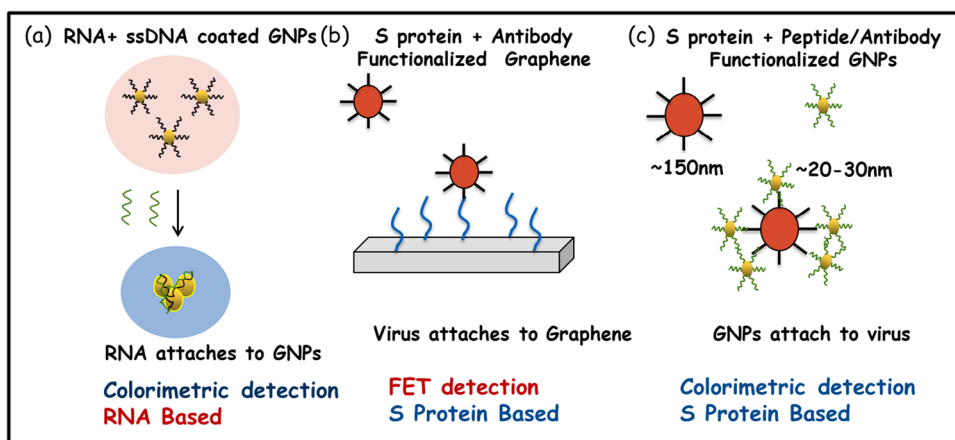 (a) RNA+ ssDNA coated GNPs
RNA attaches to GNPs
Colorimetric detection
RNA Based
(b) S protein + Antibody
Functionalized Graphene
Virus attaches to Graphene
FET detection
S Protein Based
(c) S protein + Peptide/Antibody
Functionalized GNPs
~150nm ~20-30nm
GNPs attach to virus
Colorimetric detection
S Protein Based